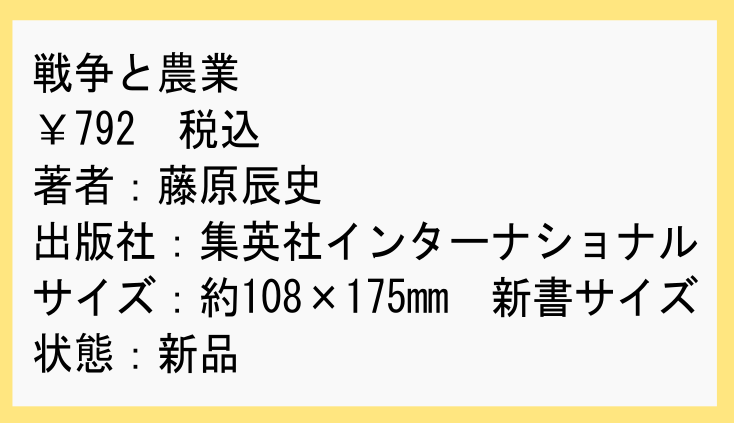 戦争と農業
￥792　税込
著者：藤原辰史
出版社：集英社インターナショナル
サイズ：約108×175mm　新書サイズ
状態：新品